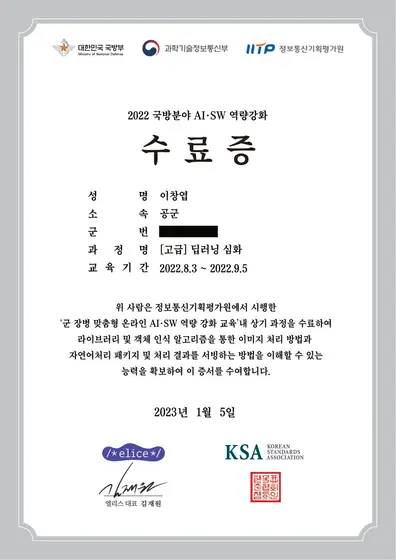 대한민국 국방부
Ministry of National Defense
과학기술정보통신부
IITP 정보통신기획평가원
2022 국방분야 AI·SW 역량강화
수료증
성 명 이창엽
소 속 공군
군 번
과 정 명 [고급] 딥러닝 심화
교육기간 2022.8.3 ~ 2022.9.5
위 사람은 정보통신기획평가원에서 시행한
'군 장병 맞춤형 온라인 AI·SW 역량 강화 교육'내 상기 과정을 수료하여
라이브러리 및 객체 인식 알고리즘을 통한 이미지 처리 방법과
자연어처리 패키지 및 처리 결과를 서빙하는 방법을 이해할 수 있는
능력을 확보하여 이 증서를 수여합니다.
2023년 1월 5일
/*elice*/
김재원
엘리스 대표 김재원
KSA KOREAN
STANDARDS
ASSOCIATION